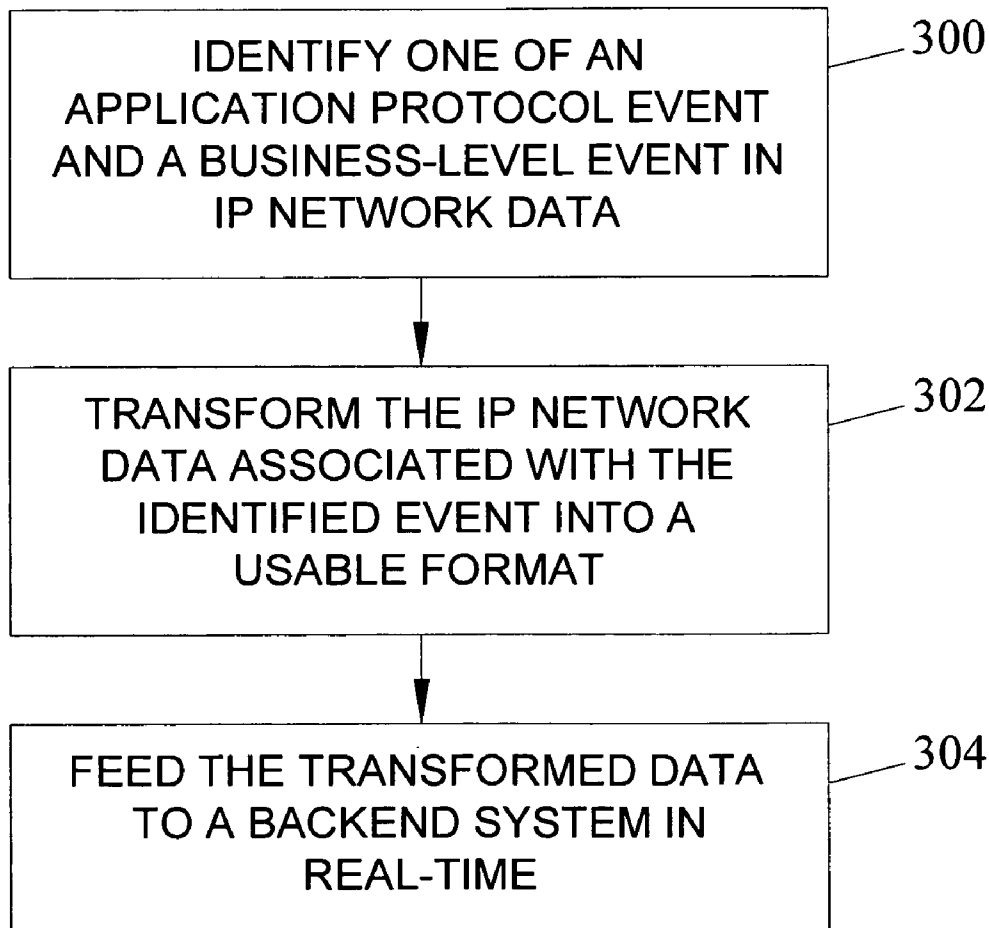 IDENTIFY ONE OF AN
APPLICATION PROTOCOL EVENT
AND A BUSINESS-LEVEL EVENT IN
IP NETWORK DATA
300
TRANSFORM THE IP NETWORK
DATA ASSOCIATED WITH THE
IDENTIFIED EVENT INTO A
USABLE FORMAT
302
FEED THE TRANSFORMED DATA
TO A BACKEND SYSTEM IN
REAL-TIME
304